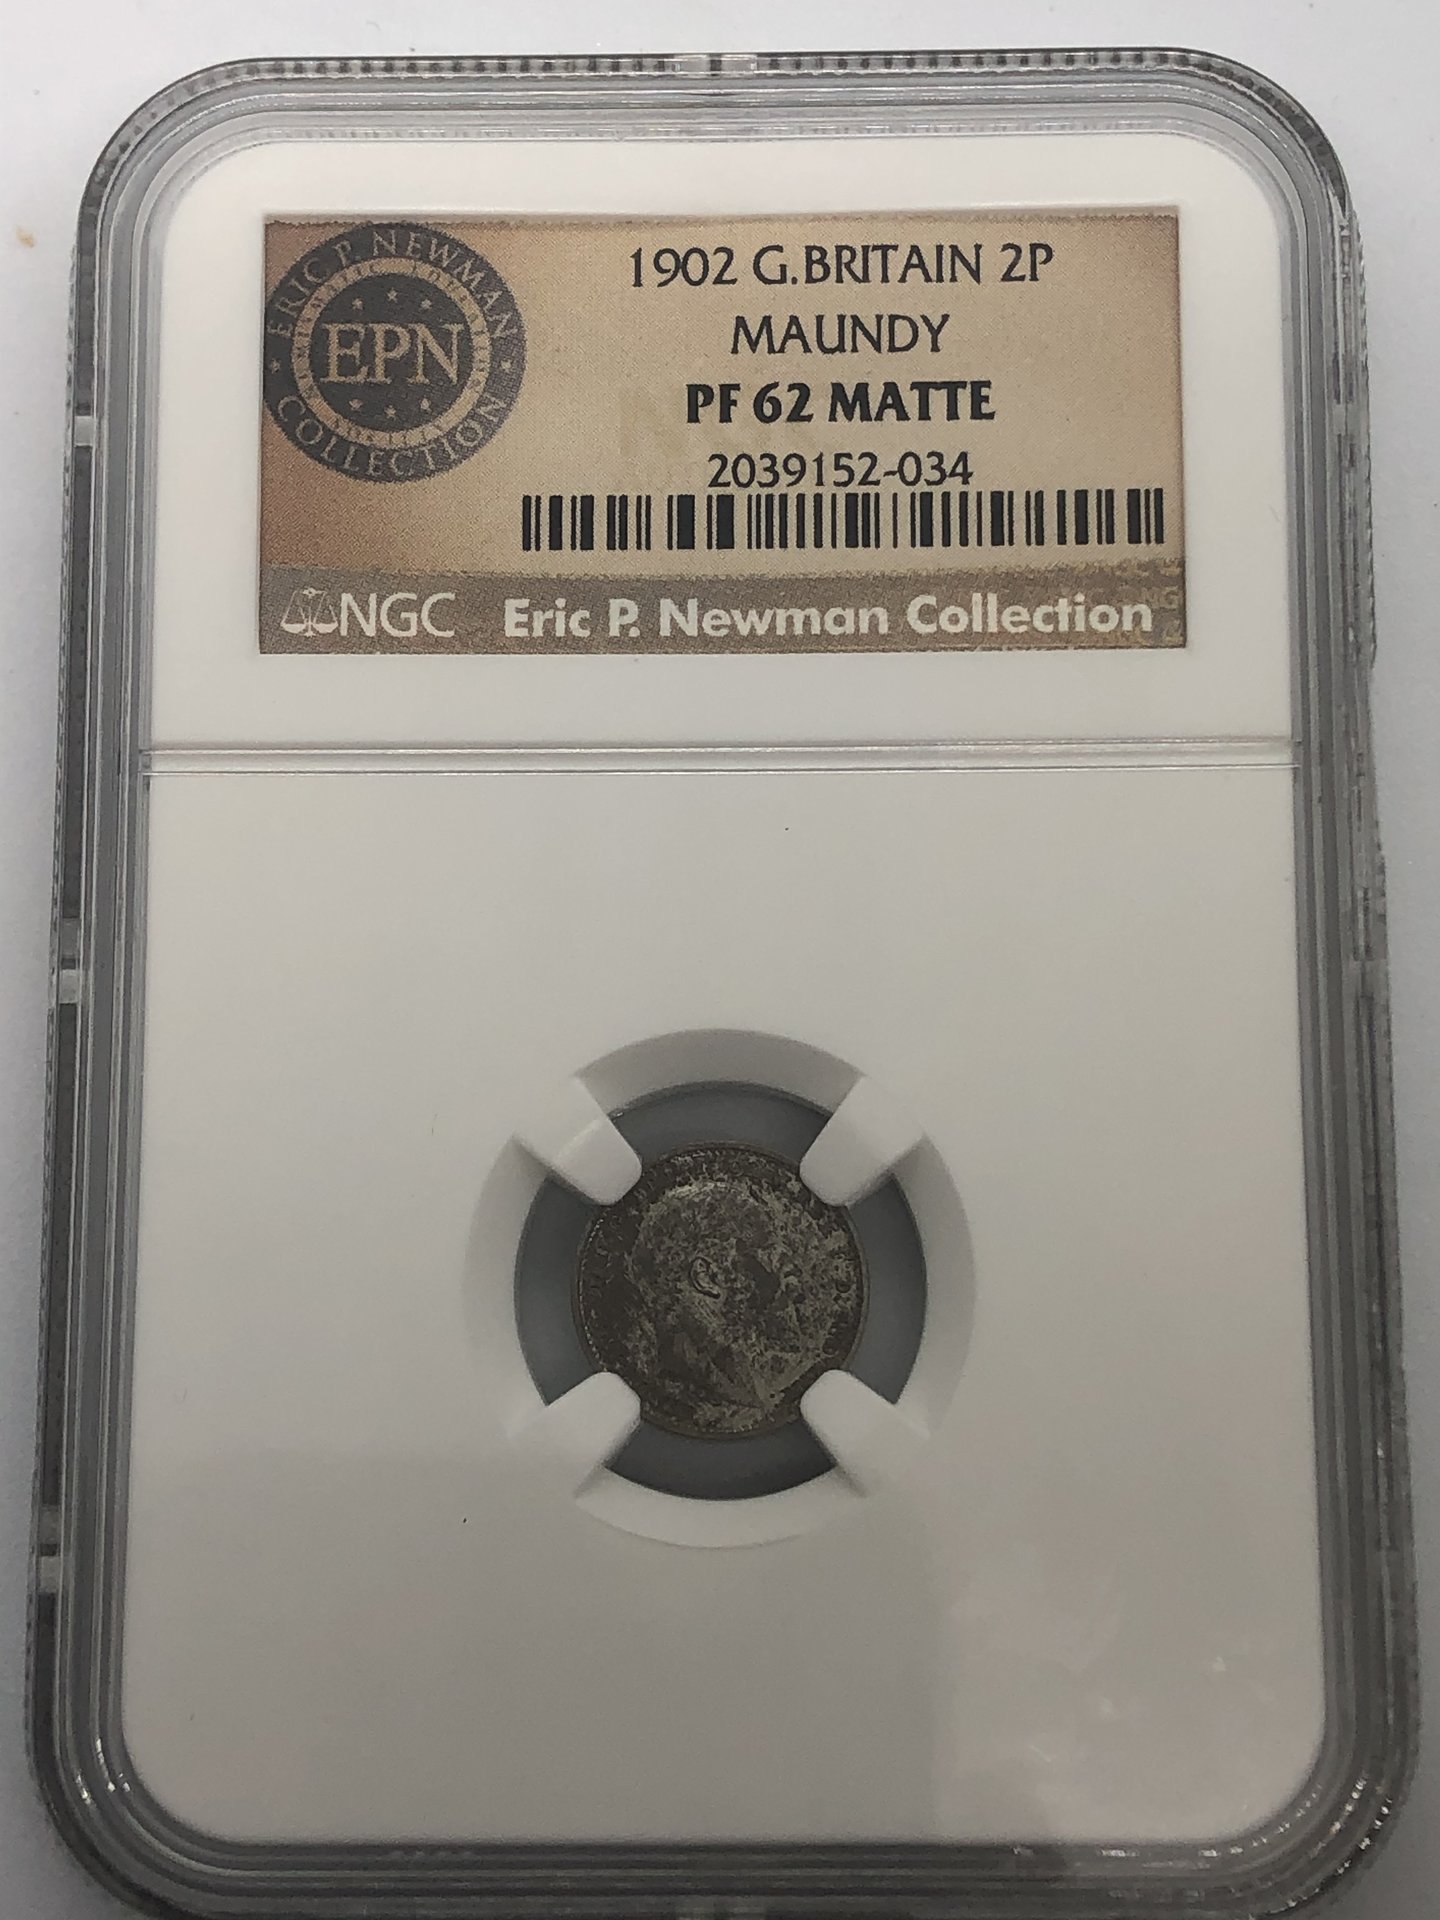 ERIC P. NEWMAN
EPN
COLLECTION
1902 G.BRITAIN 2P
MAUNDY
PF 62 MATTE
2039152-034
NGC Eric P. Newman Collection